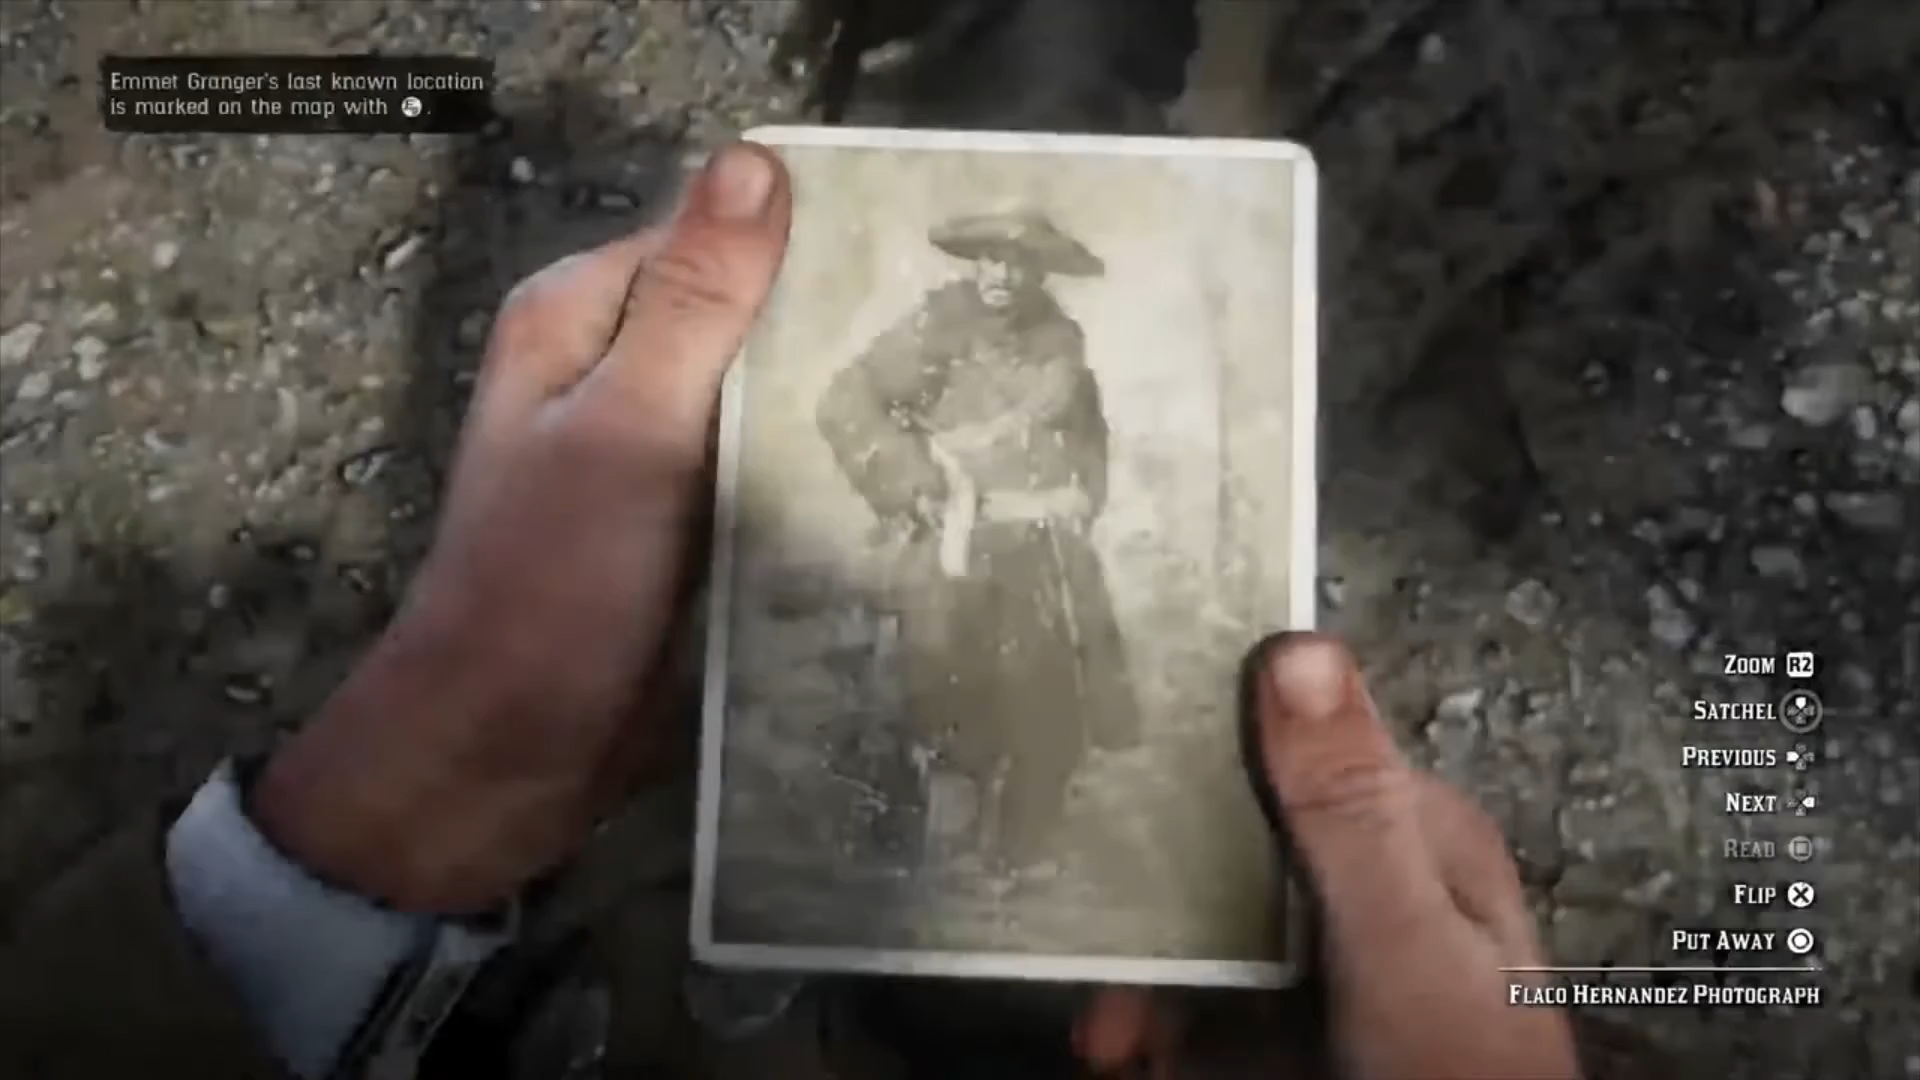 Emmet Granger's last known location
is marked on the map with .
ZOOM R2
SATCHEL
PREVIOUS
NEXT
READ
FLIP
PUT AWAY
FLACO HERNANDEZ PHOTOGRAPH